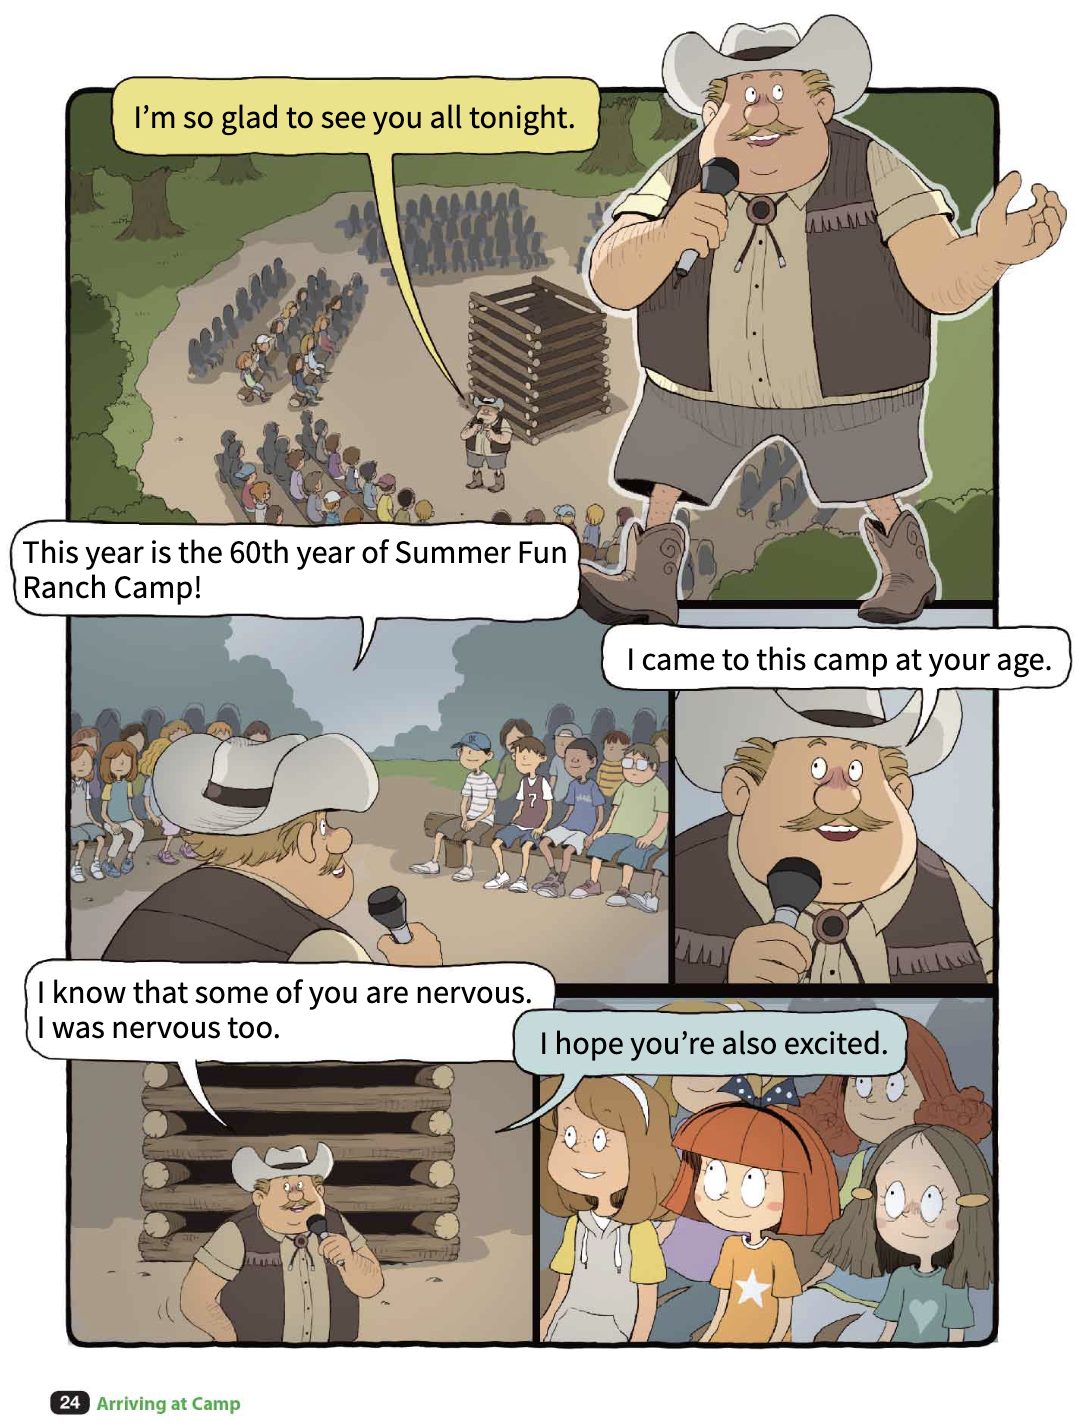 I'm so glad to see you all tonight.
This year is the 60th year of Summer Fun
Ranch Camp!
I came to this camp at your age.
7
I know that some of you are nervous.
I was nervous too.
I hope you're also excited.
24 Arriving at Camp